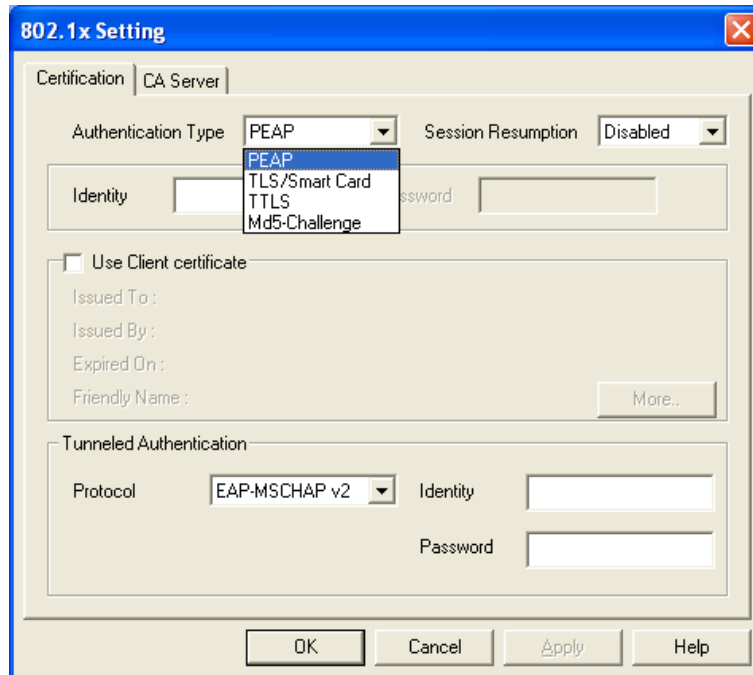 802.1x Setting
Certification CA Server
Authentication Type PEAP Session Resumption Disabled
PEAP
TLS/Smart Card
TTLS
Md5-Challenge
Identity ssword
Use Client certificate
Issued To :
Issued By :
Expired On :
Friendly Name :
More..
Tunneled Authentication
Protocol EAP-MSCHAP v2 Identity
Password
OK Cancel Apply Help